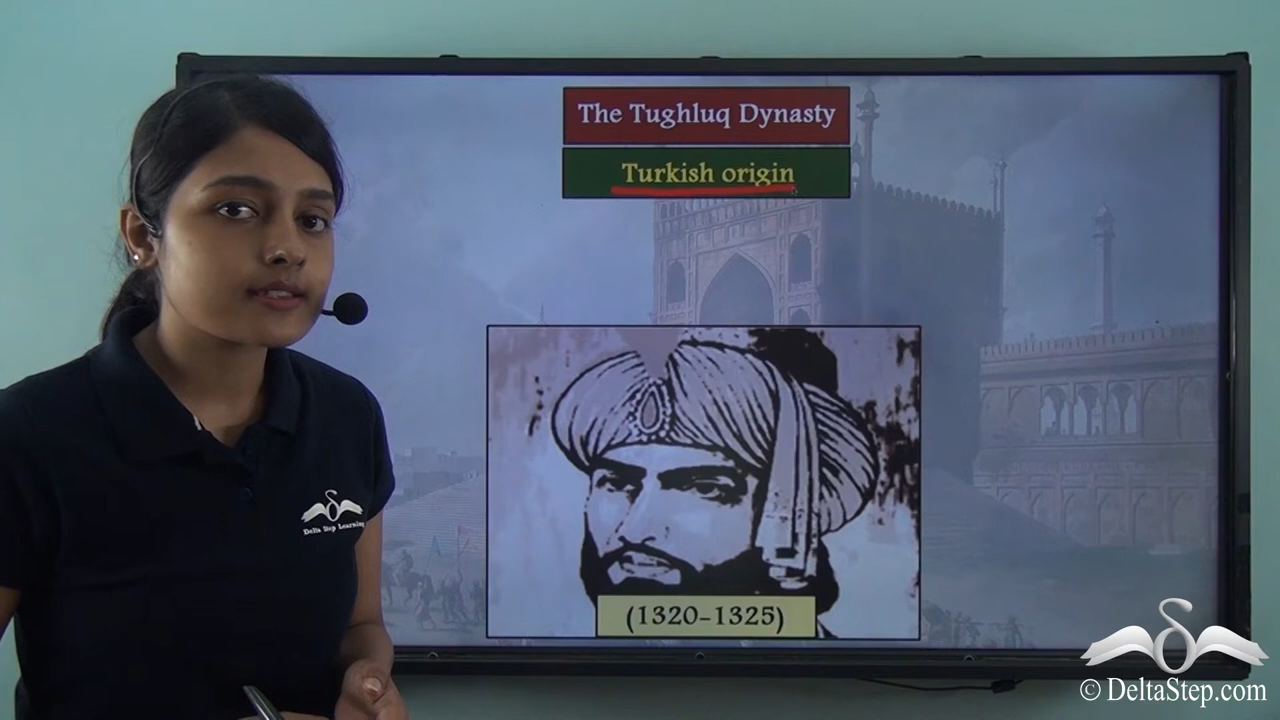 The Tughluq Dynasty
Turkish origin
(1320-1325)
Delta Step Learning
© DeltaStep.com